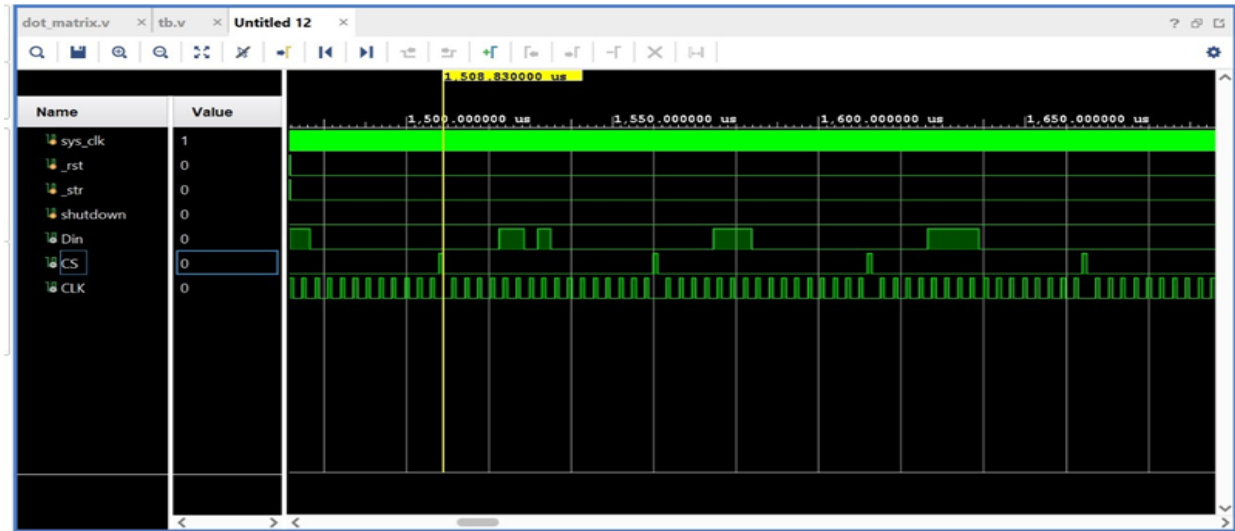 dot_matrix.v × tb.v × Untitled 12 ×
1,508.830000 us
Name Value
1,500.000000 us 1,550.000000 us 1,600.000000 us 1,650.000000 us
sys_clk 1
_rst 0
_str 0
shutdown 0
Din 0
CS 0
CLK 0